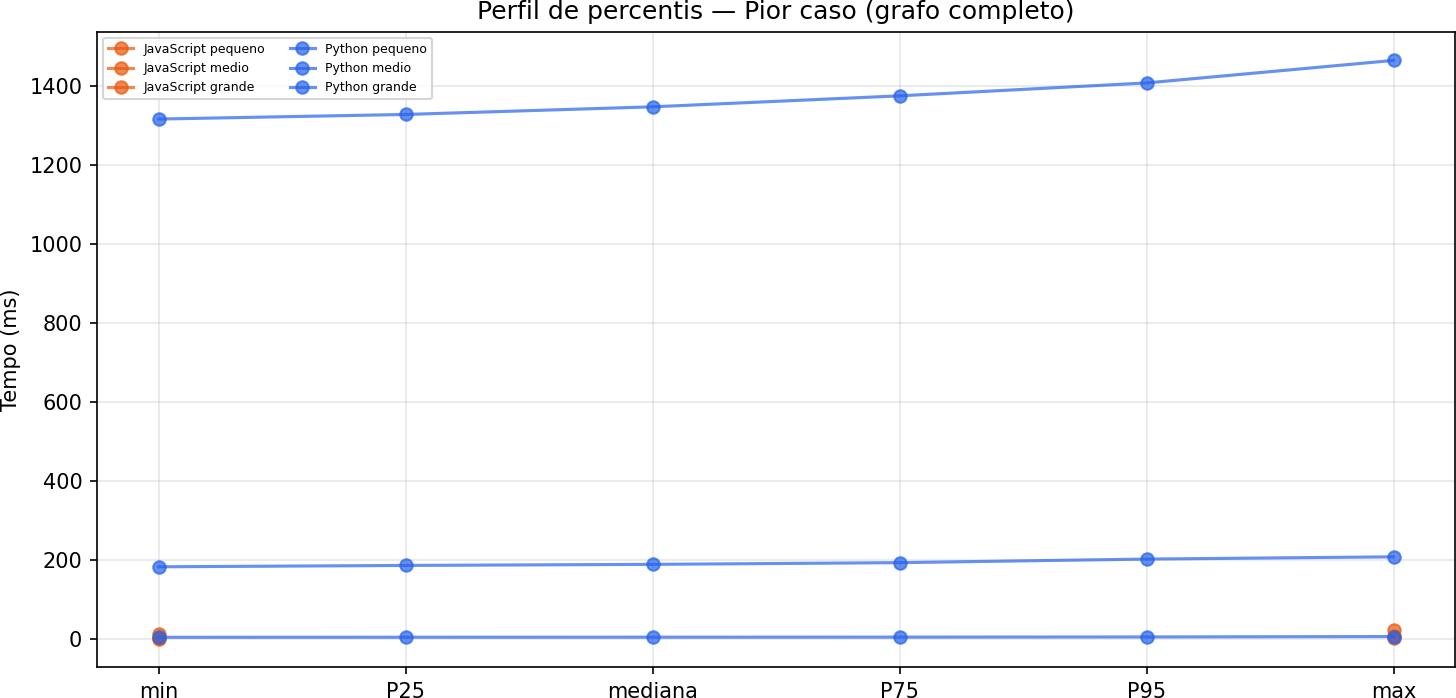 Perfil de percentis — Pior caso (grafo completo)
JavaScript pequeno
JavaScript medio
JavaScript grande
Python pequeno
Python medio
Python grande
Tempo (ms)
1400
1200
1000
800
600
400
200
0
min
P25
mediana
P75
P95
max